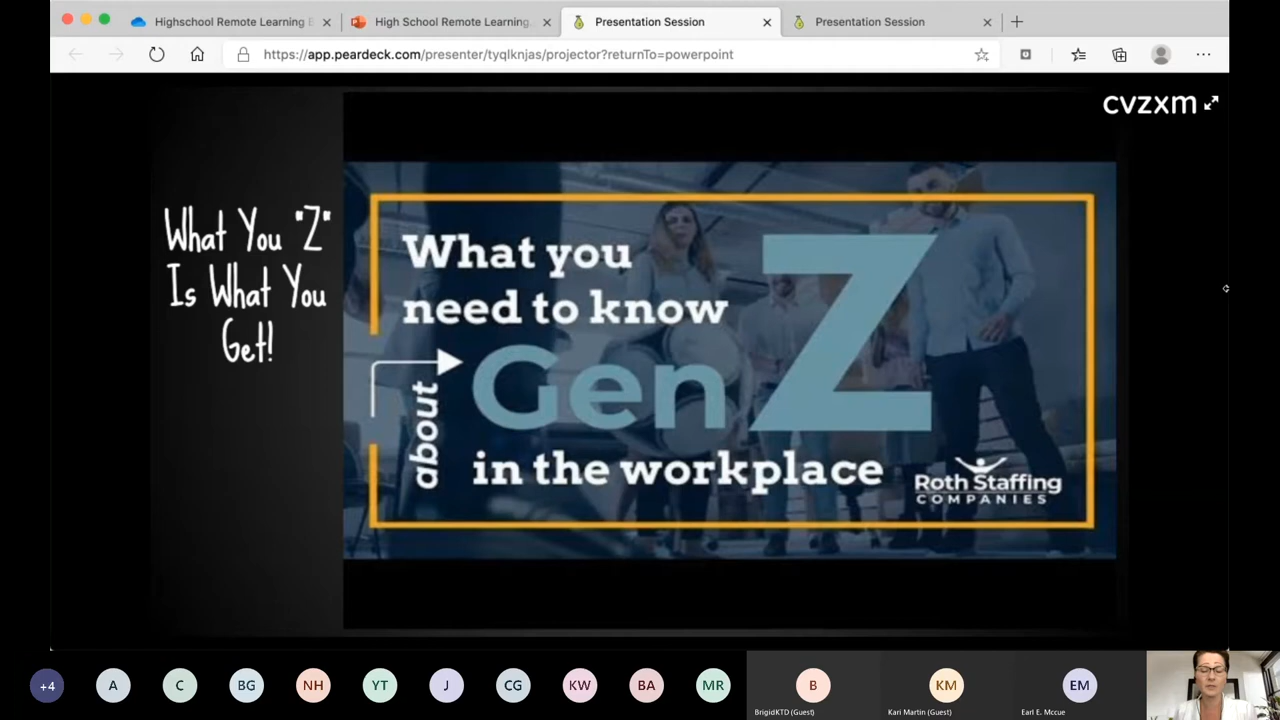 Highschool Remote Learning E
High School Remote Learning.
Presentation Session
Presentation Session
https://app.peardeck.com/presenter/tyqlknjas/projector?returnTo=powerpoint
cvzxm
What You "Z"
Is What You
Get!
What you
need to know
about
Gen Z
in the workplace
Roth Staffing
COMPANIES
+4
A
C
BG
NH
YT
J
CG
KW
BA
MR
B
KM
EM
BrigidKTD (Guest)
Kari Martin (Guest)
Earl E. Mccue